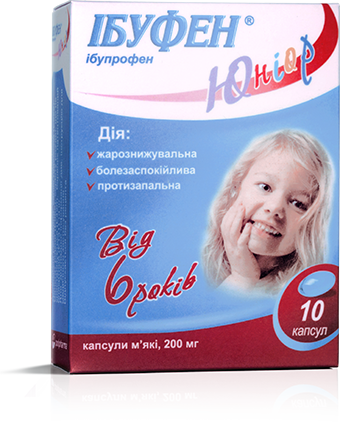 ІБУФЕН®
ібупрофен
Юніор
Дія:
жарознижувальна
болезаспокійлива
протизапальна
Від
6 років
10
капсул
капсули м'які, 200 мг